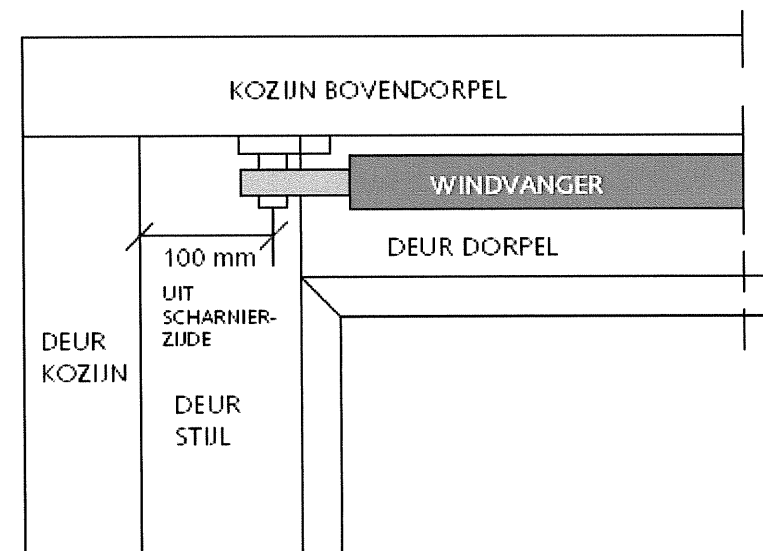 KOZIJN BOVENDORPEL
WINDVANGER
DEUR DORPEL
100 mm
UIT
SCHARNIER-
ZIJDE
DEUR
KOZIJN
DEUR
STIJL